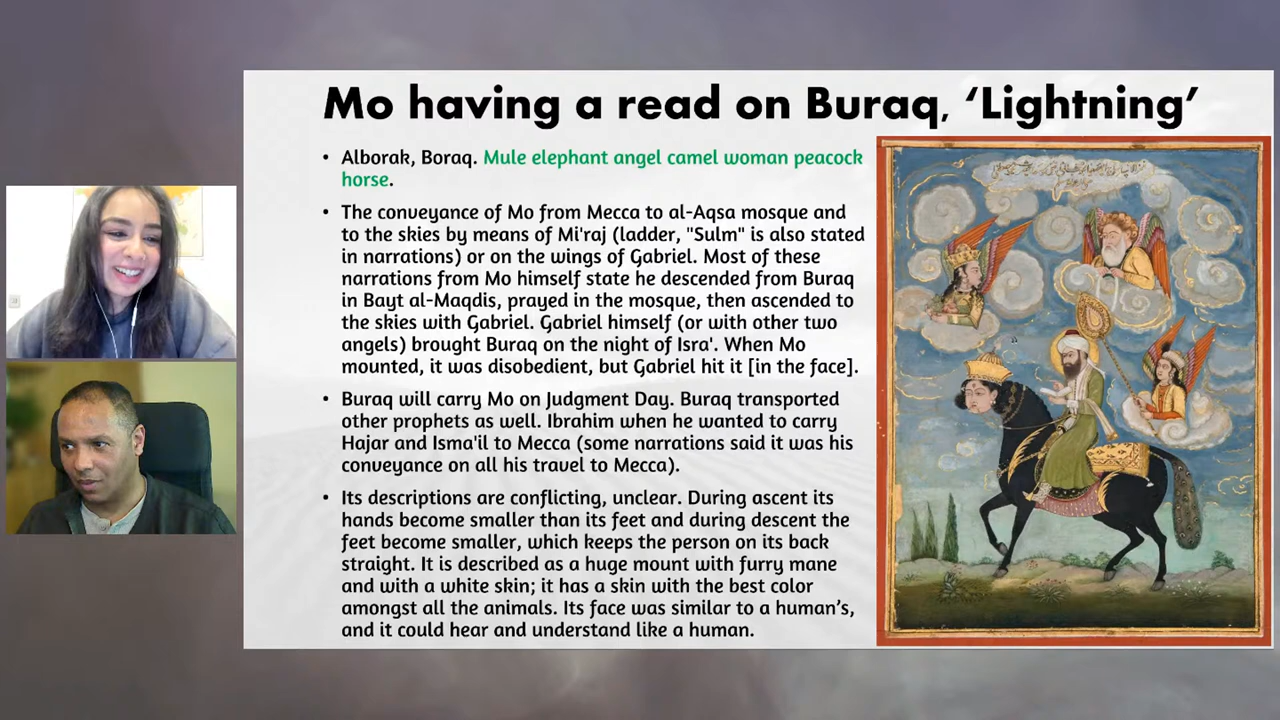 Mo having a read on Buraq, ‘Lightning’
• Alborak, Boraq. Mule elephant angel camel woman peacock
horse.
• The conveyance of Mo from Mecca to al-Aqsa mosque and
to the skies by means of Mi'raj (ladder, "Sulm" is also stated
in narrations) or on the wings of Gabriel. Most of these
narrations from Mo himself state he descended from Buraq
in Bayt al-Maqdis, prayed in the mosque, then ascended to
the skies with Gabriel. Gabriel himself (or with other two
angels) brought Buraq on the night of Isra'. When Mo
mounted, it was disobedient, but Gabriel hit it [in the face].
• Buraq will carry Mo on Judgment Day. Buraq transported
other prophets as well. Ibrahim when he wanted to carry
Hajar and Isma'il to Mecca (some narrations said it was his
conveyance on all his travel to Mecca).
• Its descriptions are conflicting, unclear. During ascent its
hands become smaller than its feet and during descent the
feet become smaller, which keeps the person on its back
straight. It is described as a huge mount with furry mane
and with a white skin; it has a skin with the best color
amongst all the animals. Its face was similar to a human’s,
and it could hear and understand like a human.